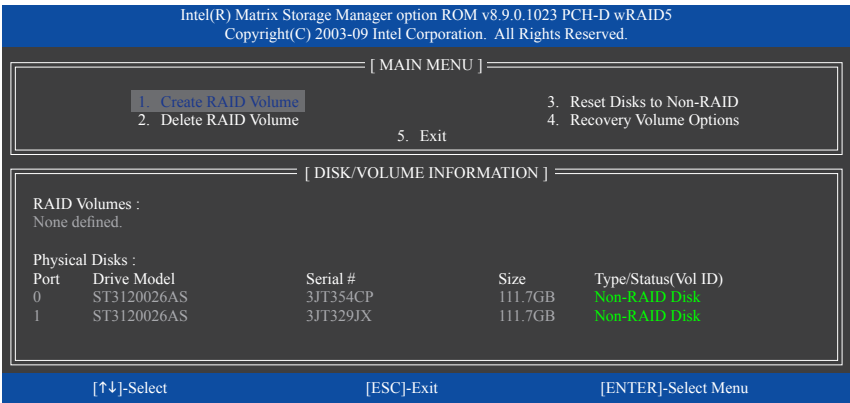 Intel(R) Matrix Storage Manager option ROM v8.9.0.1023 PCH-D wRAID5
Copyright(C) 2003-09 Intel Corporation. All Rights Reserved.
[ MAIN MENU ]
1. Create RAID Volume 3. Reset Disks to Non-RAID
2. Delete RAID Volume 4. Recovery Volume Options
5. Exit
[ DISK/VOLUME INFORMATION ]
RAID Volumes :
None defined.
Physical Disks :
Port Drive Model Serial # Size Type/Status(Vol ID)
0 ST3120026AS 3JT354CP 111.7GB Non-RAID Disk
1 ST3120026AS 3JT329JX 111.7GB Non-RAID Disk
[↑↓]-Select [ESC]-Exit [ENTER]-Select Menu